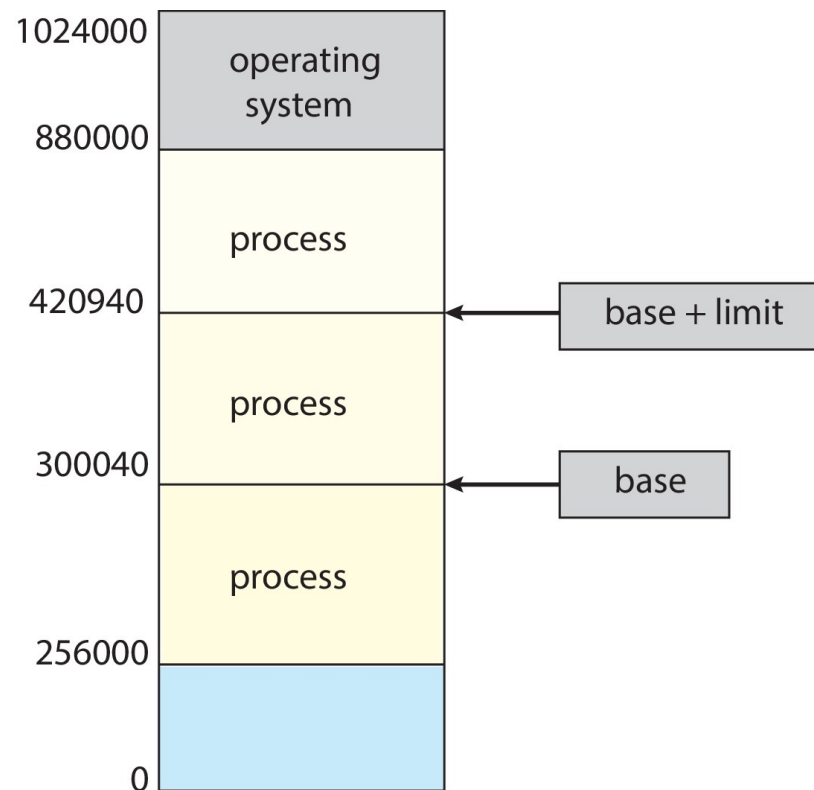 1024000
operating
system
880000
process
420940
base + limit
process
300040
base
process
256000
0